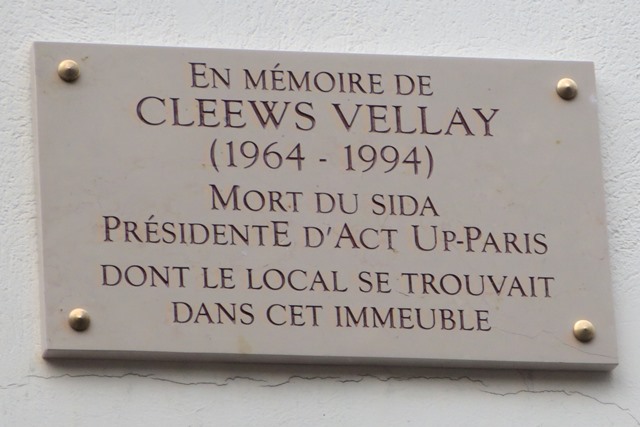 EN MÉMOIRE DE
CLEEWS VELLAY
(1964 - 1994)
MORT DU SIDA
PRÉSIDENTE D'ACT UP-PARIS
DONT LE LOCAL SE TROUVAIT
DANS CET IMMEUBLE